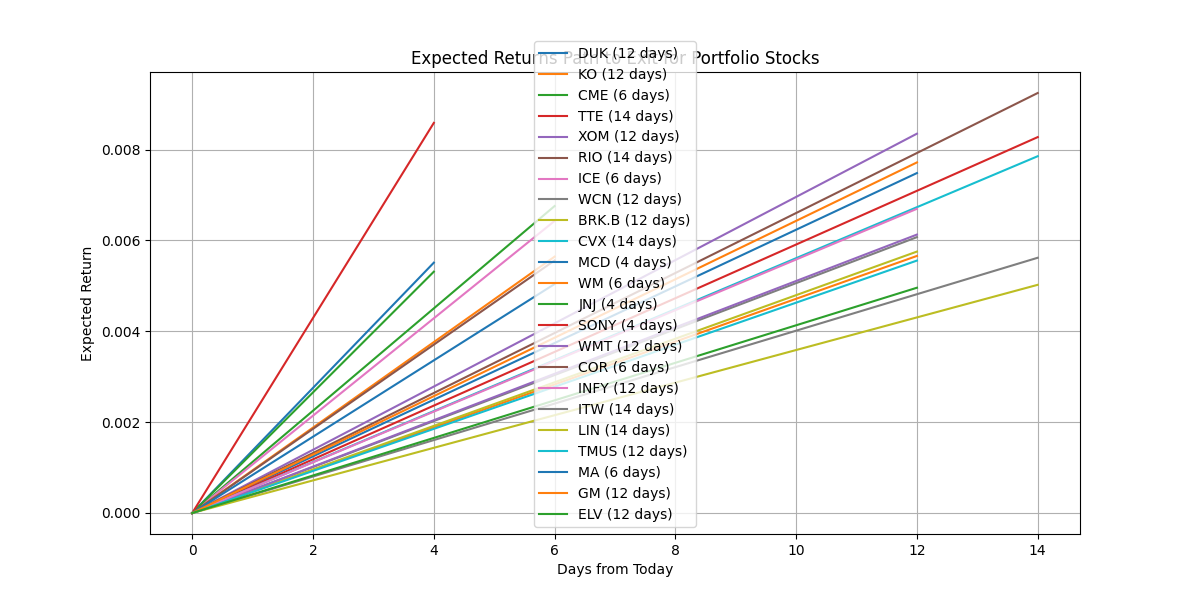 Expected Returns Path to Exit for Portfolio Stocks
DUK (12 days)
KO (12 days)
CME (6 days)
TTE (14 days)
XOM (12 days)
RIO (14 days)
ICE (6 days)
WCN (12 days)
BRK.B (12 days)
CVX (14 days)
MCD (4 days)
WM (6 days)
JNJ (4 days)
SONY (4 days)
WMT (12 days)
COR (6 days)
INFY (12 days)
ITW (14 days)
LIN (14 days)
TMUS (12 days)
MA (6 days)
GM (12 days)
ELV (12 days)
Expected Return
0.008
0.006
0.004
0.002
0.000
0 2 4 6 8 10 12 14
Days from Today